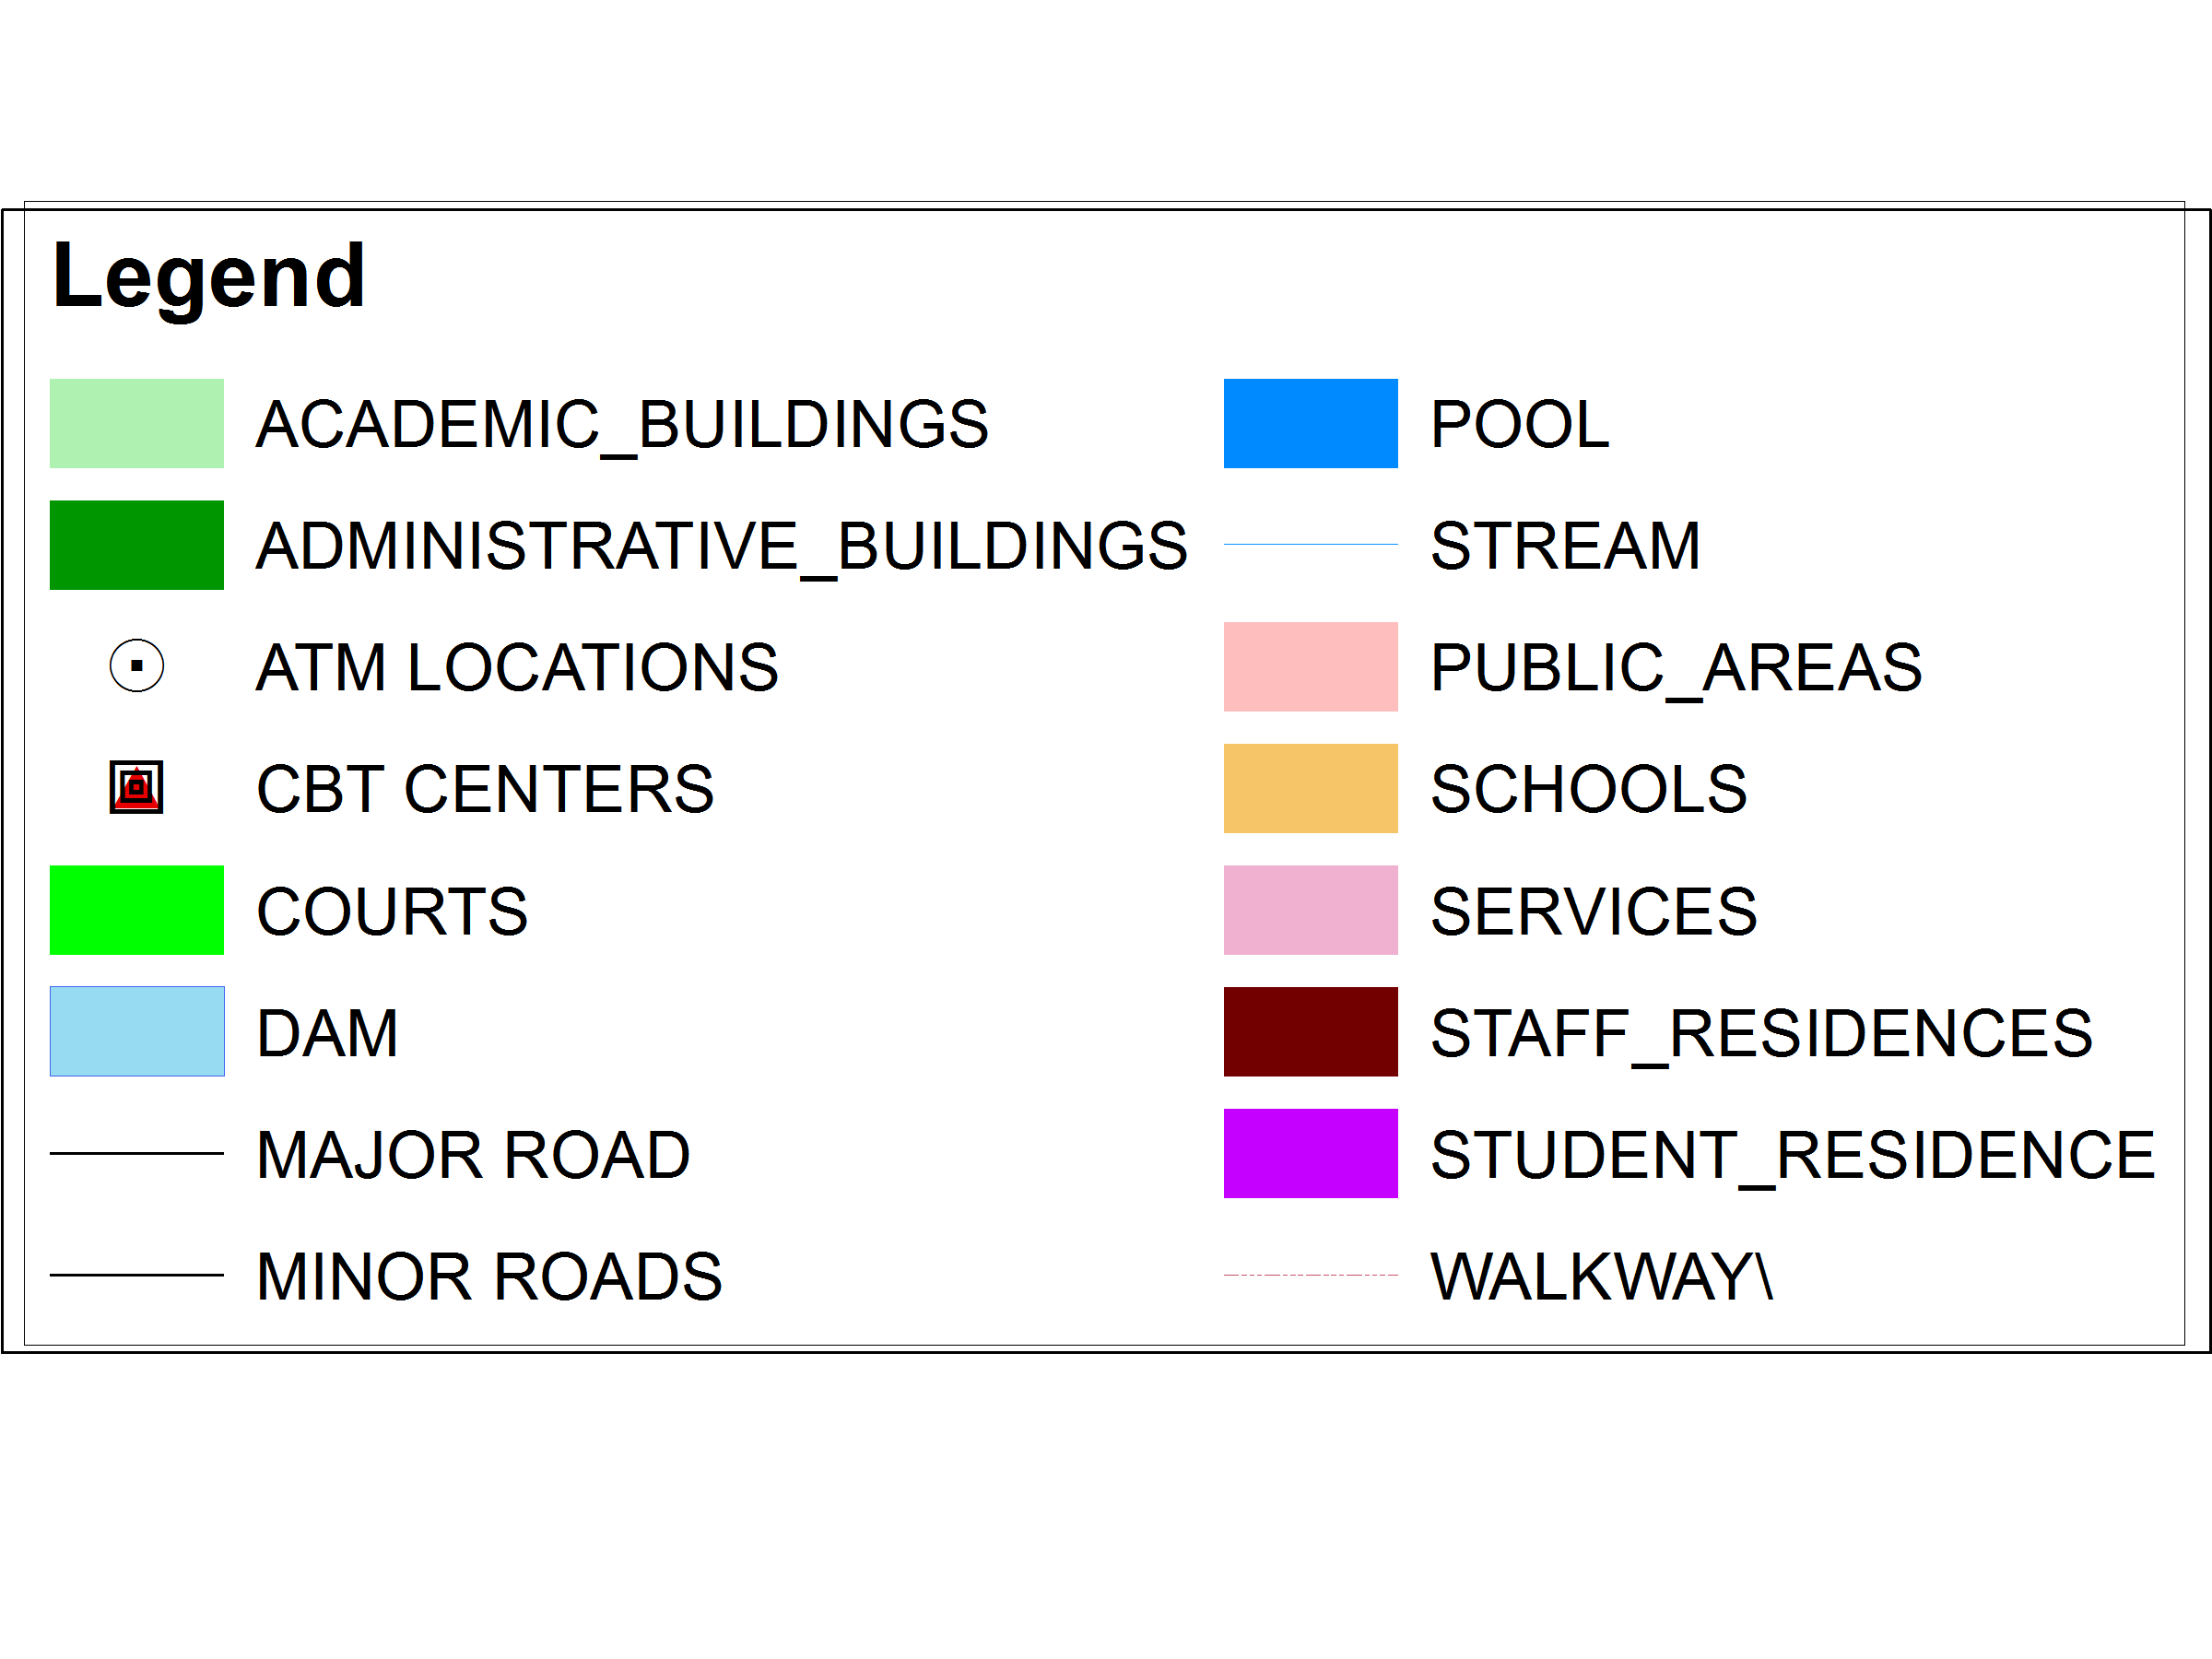 Legend
ACADEMIC_BUILDINGS
ADMINISTRATIVE_BUILDINGS
ATM LOCATIONS
CBT CENTERS
COURTS
DAM
MAJOR ROAD
MINOR ROADS
POOL
STREAM
PUBLIC_AREAS
SCHOOLS
SERVICES
STAFF_RESIDENCES
STUDENT_RESIDENCE
WALKWAY\